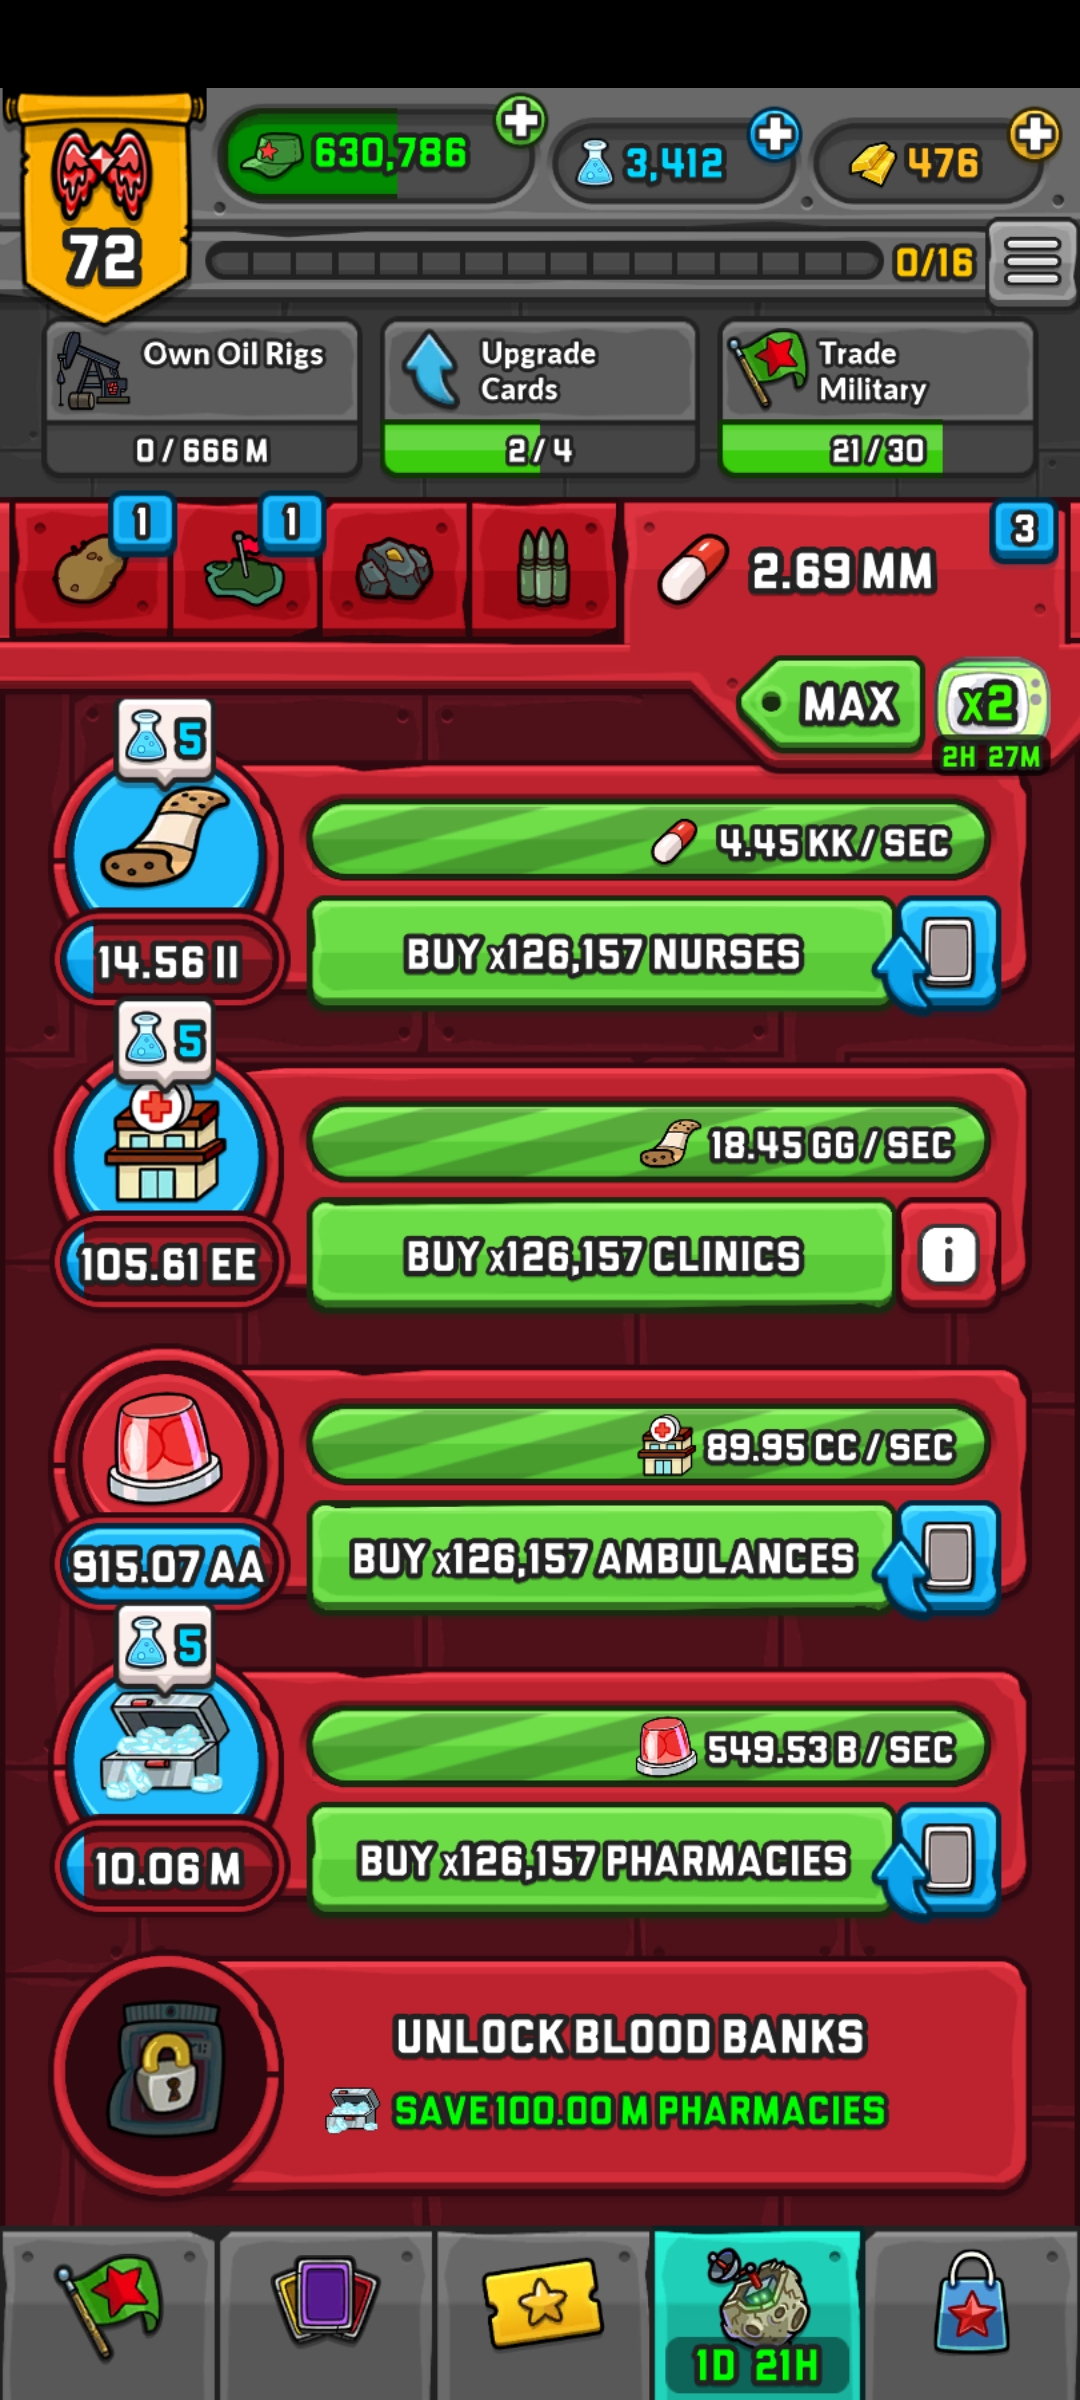 72
630,786
3,412
476
0/16
Own Oil Rigs
0/666 M
Upgrade
Cards
2/4
Trade
Military
21/30
1
1
2.69 MM
3
MAX
x2
2H 27M
5
4.45 KK/SEC
14.56 II
BUY x126,157 NURSES
5
18.45 GG/SEC
105.61 EE
BUY x126,157 CLINICS
i
89.95 CC/SEC
915.07 AA
BUY x126,157 AMBULANCES
5
549.53 B/SEC
10.06 M
BUY x126,157 PHARMACIES
UNLOCK BLOOD BANKS
SAVE 100.00 M PHARMACIES
1D 21H